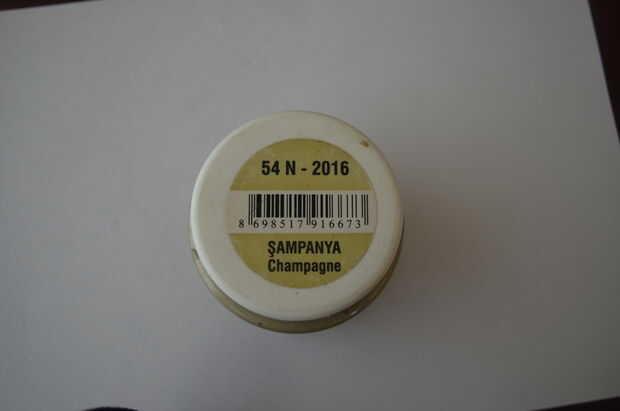 54 N - 2016
8 698517 916673
ŞAMPANYA
Champagne